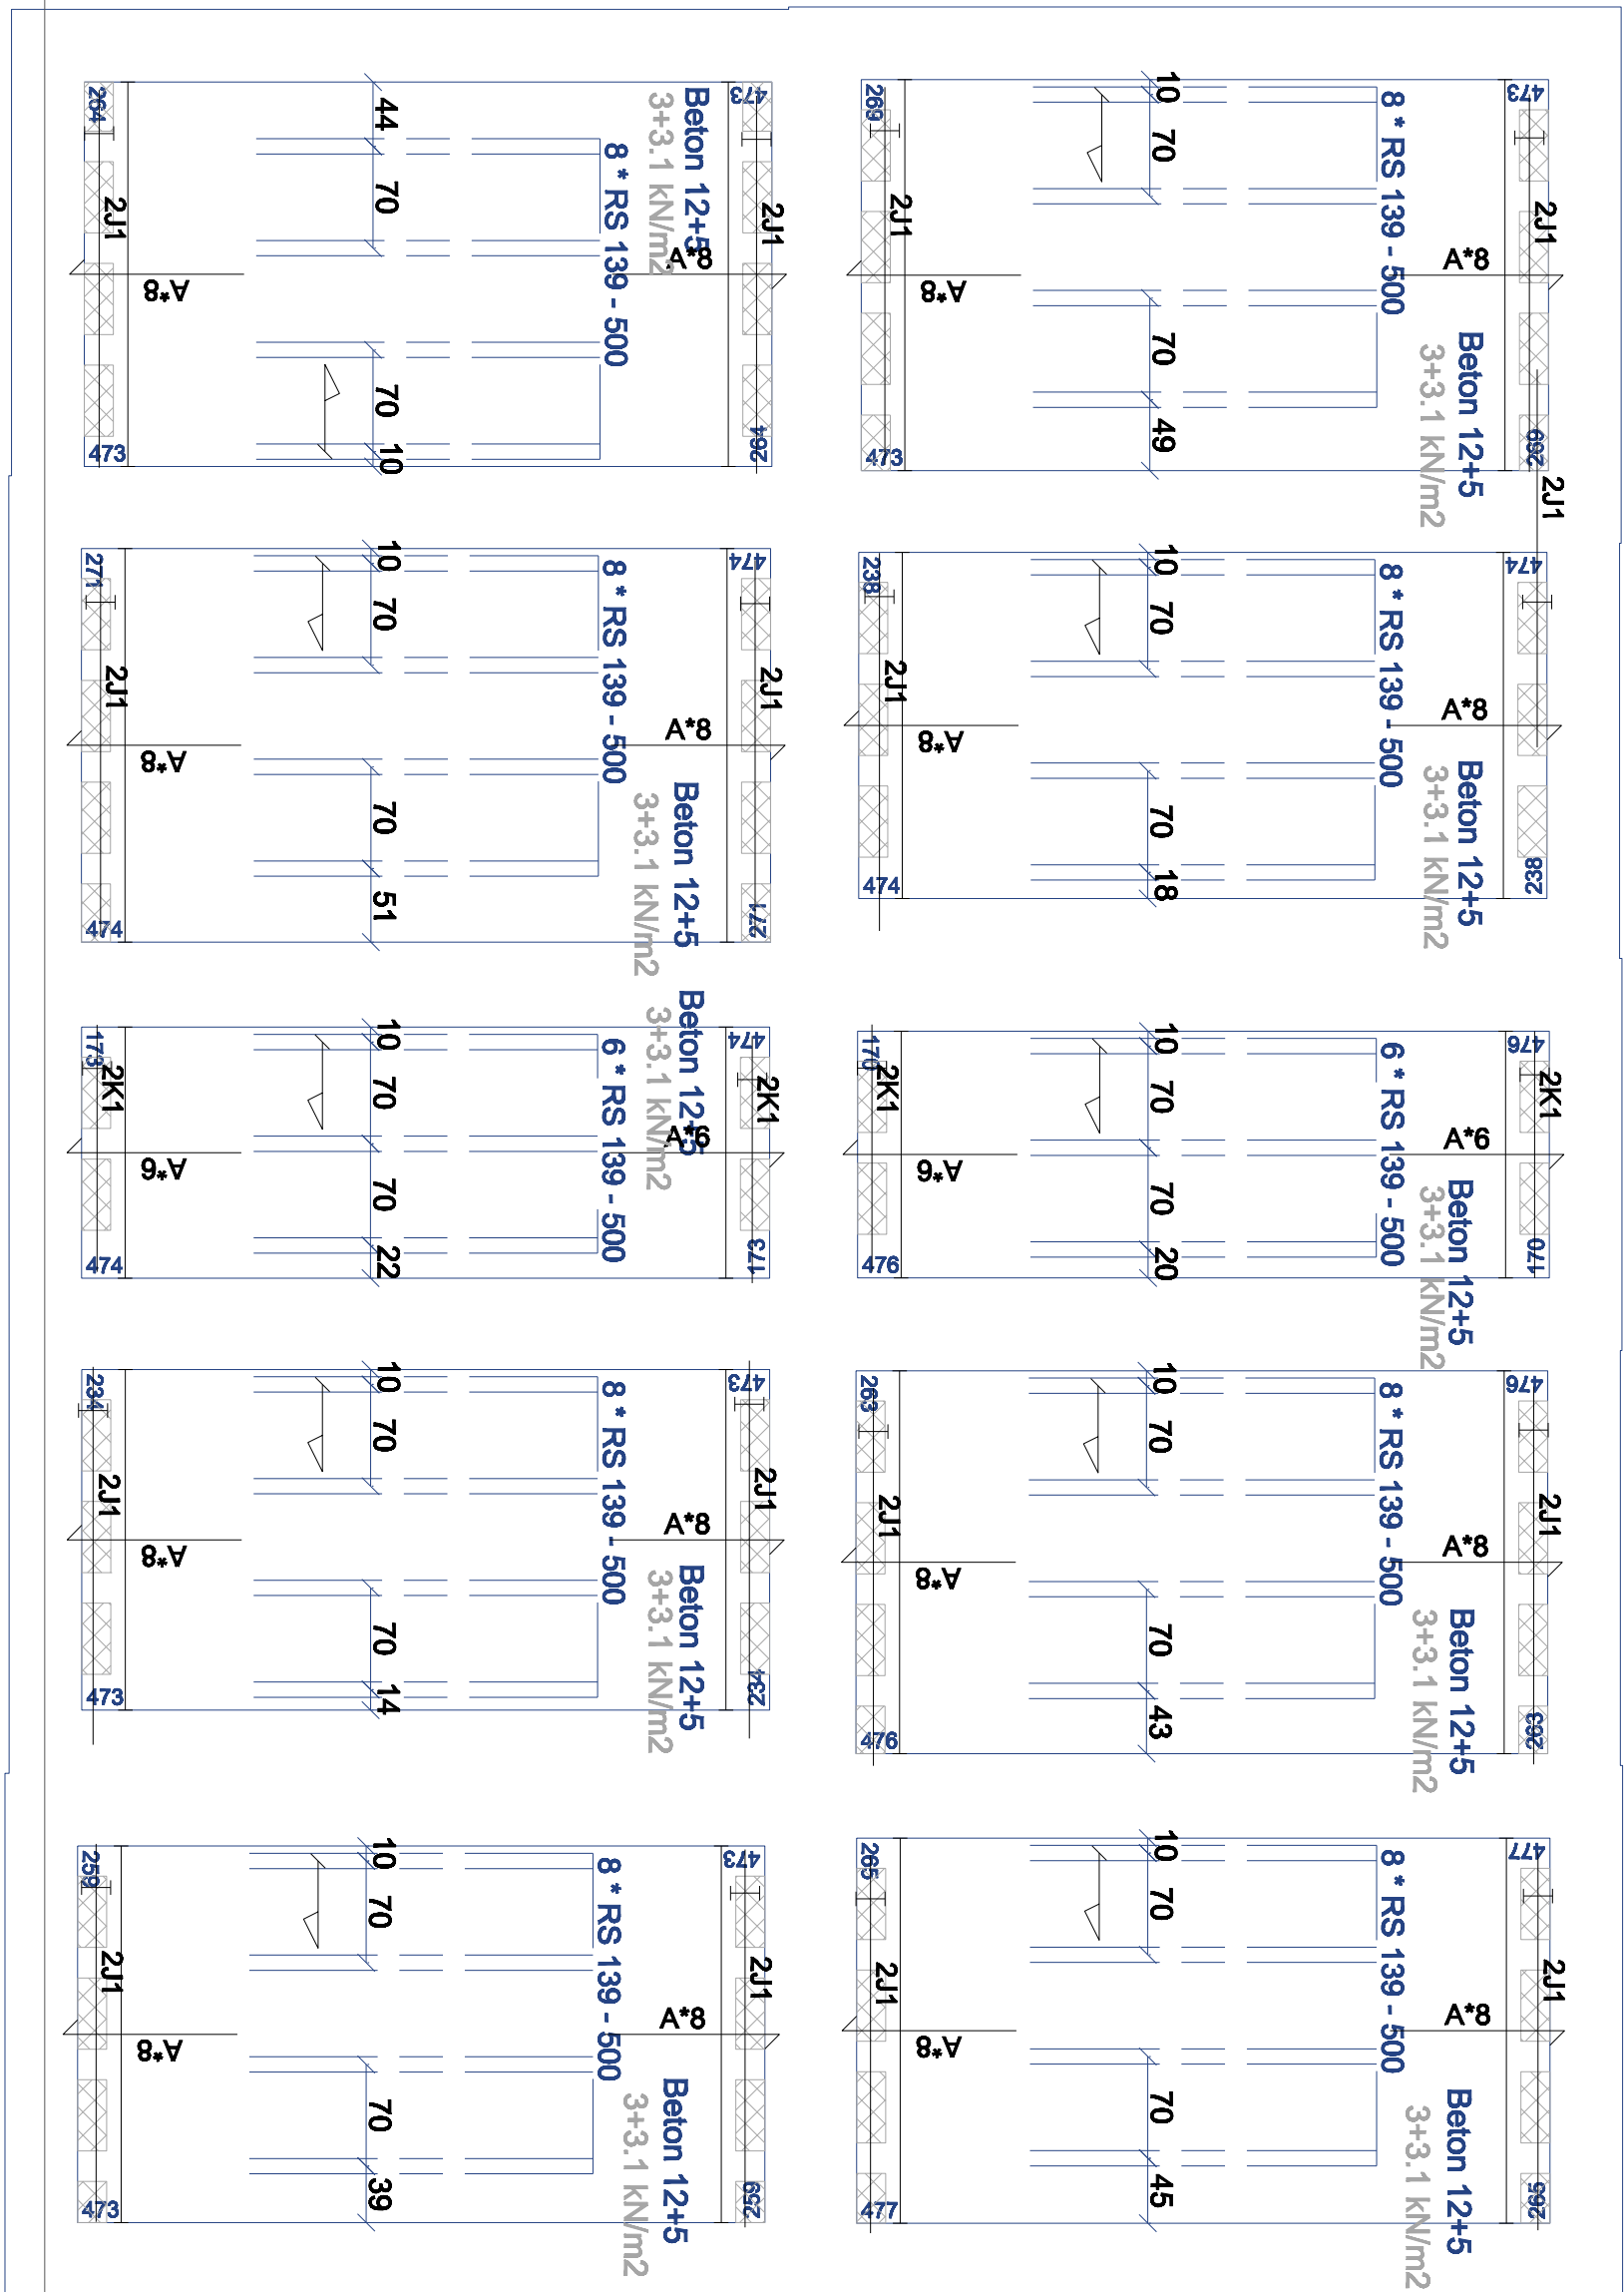 264
473
44
70
70
10
2J1
2J1
8 * RS 139 - 500
Beton 12+5
3+3.1 kN/m2
A*8
A*8
473
264
269
473
10
70
70
49
2J1
2J1
8 * RS 139 - 500
Beton 12+5
3+3.1 kN/m2
A*8
A*8
473
269
2J1
271
474
10
70
70
51
2J1
2J1
8 * RS 139 - 500
Beton 12+5
3+3.1 kN/m2
A*8
A*8
474
271
238
474
10
70
70
18
2J1
8 * RS 139 - 500
Beton 12+5
3+3.1 kN/m2
A*8
A*8
474
238
173
474
10
70
70
22
2K1
2K1
6 * RS 139 - 500
Beton 12+5
3+3.1 kN/m2
A*6
A*6
474
173
170
476
10
70
70
20
2K1
2K1
6 * RS 139 - 500
Beton 12+5
3+3.1 kN/m2
A*6
A*6
476
170
234
473
10
70
70
14
2J1
2J1
8 * RS 139 - 500
Beton 12+5
3+3.1 kN/m2
A*8
A*8
473
234
263
476
10
70
70
43
2J1
2J1
8 * RS 139 - 500
Beton 12+5
3+3.1 kN/m2
A*8
A*8
476
263
259
473
10
70
70
39
2J1
2J1
8 * RS 139 - 500
Beton 12+5
3+3.1 kN/m2
A*8
A*8
473
259
265
477
10
70
70
45
2J1
2J1
8 * RS 139 - 500
Beton 12+5
3+3.1 kN/m2
A*8
A*8
477
265